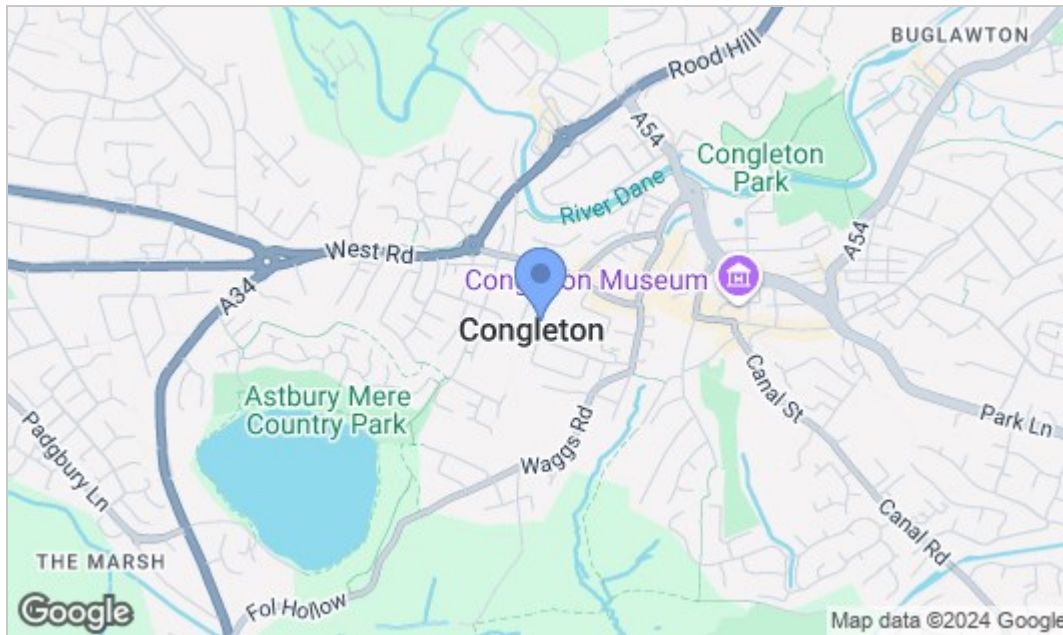 BUGLAWTON
Rood Hill
A54
Congleton
Park
River Dane
A54
West Rd
Congleton Museum
A34
Congleton
Astbury Mere
Country Park
Canal St
Park Ln
Padgbury Ln
Waggs Rd
Canal Rd
THE MARSH
Fol Hollow
Google
Map data ©2024 Google